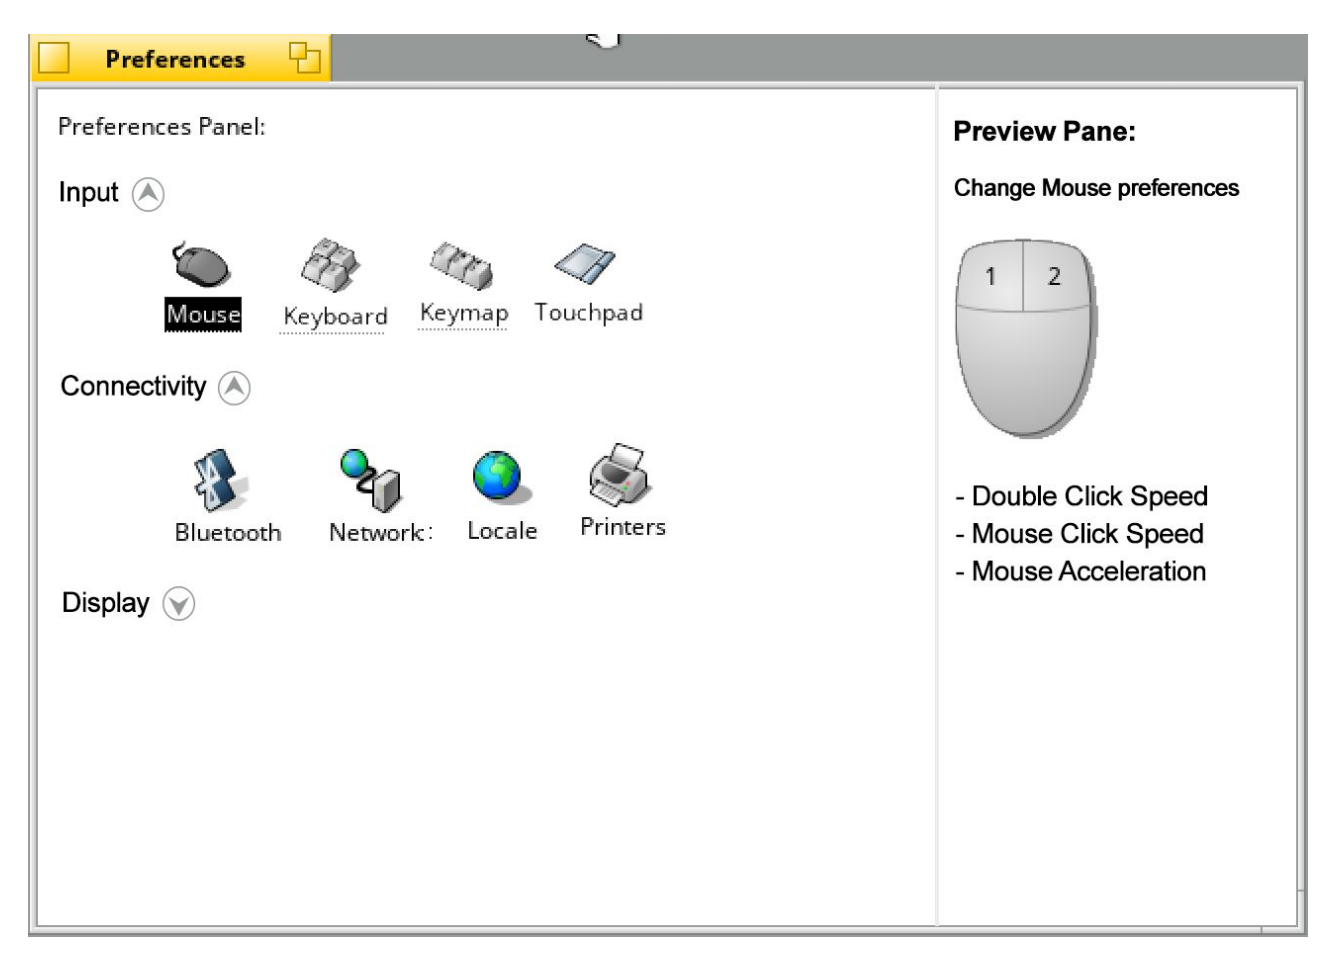 Preferences
Preferences Panel:
Input
Mouse Keyboard Keymap Touchpad
Connectivity
Bluetooth Network: Locale Printers
Display
Preview Pane:
Change Mouse preferences
1 2
- Double Click Speed
- Mouse Click Speed
- Mouse Acceleration